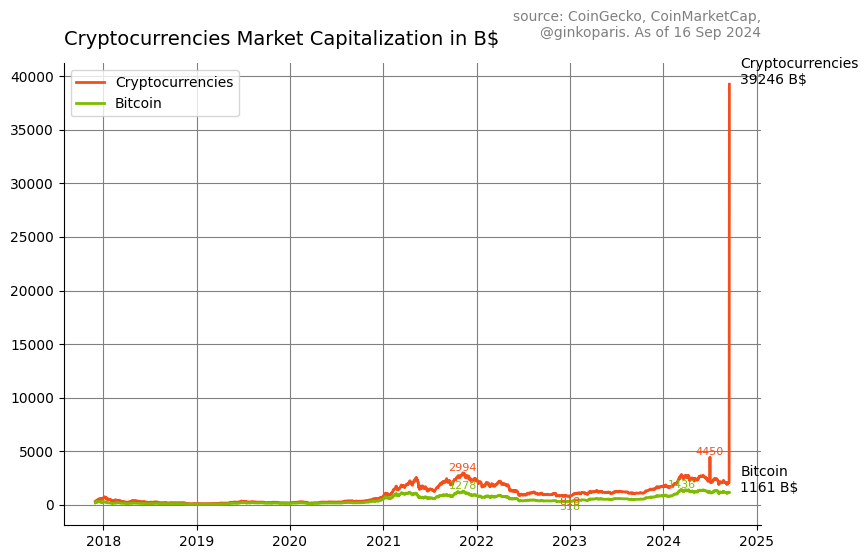 source: CoinGecko, CoinMarketCap,
@ginkoparis. As of 16 Sep 2024
Cryptocurrencies Market Capitalization in B$
Cryptocurrencies
39246 B$
Cryptocurrencies
Bitcoin
40000
35000
30000
25000
20000
15000
10000
5000
0
4450
2994
1278
Bitcoin
1161 B$
2018
2019
2020
2021
2022
2023
2024
2025